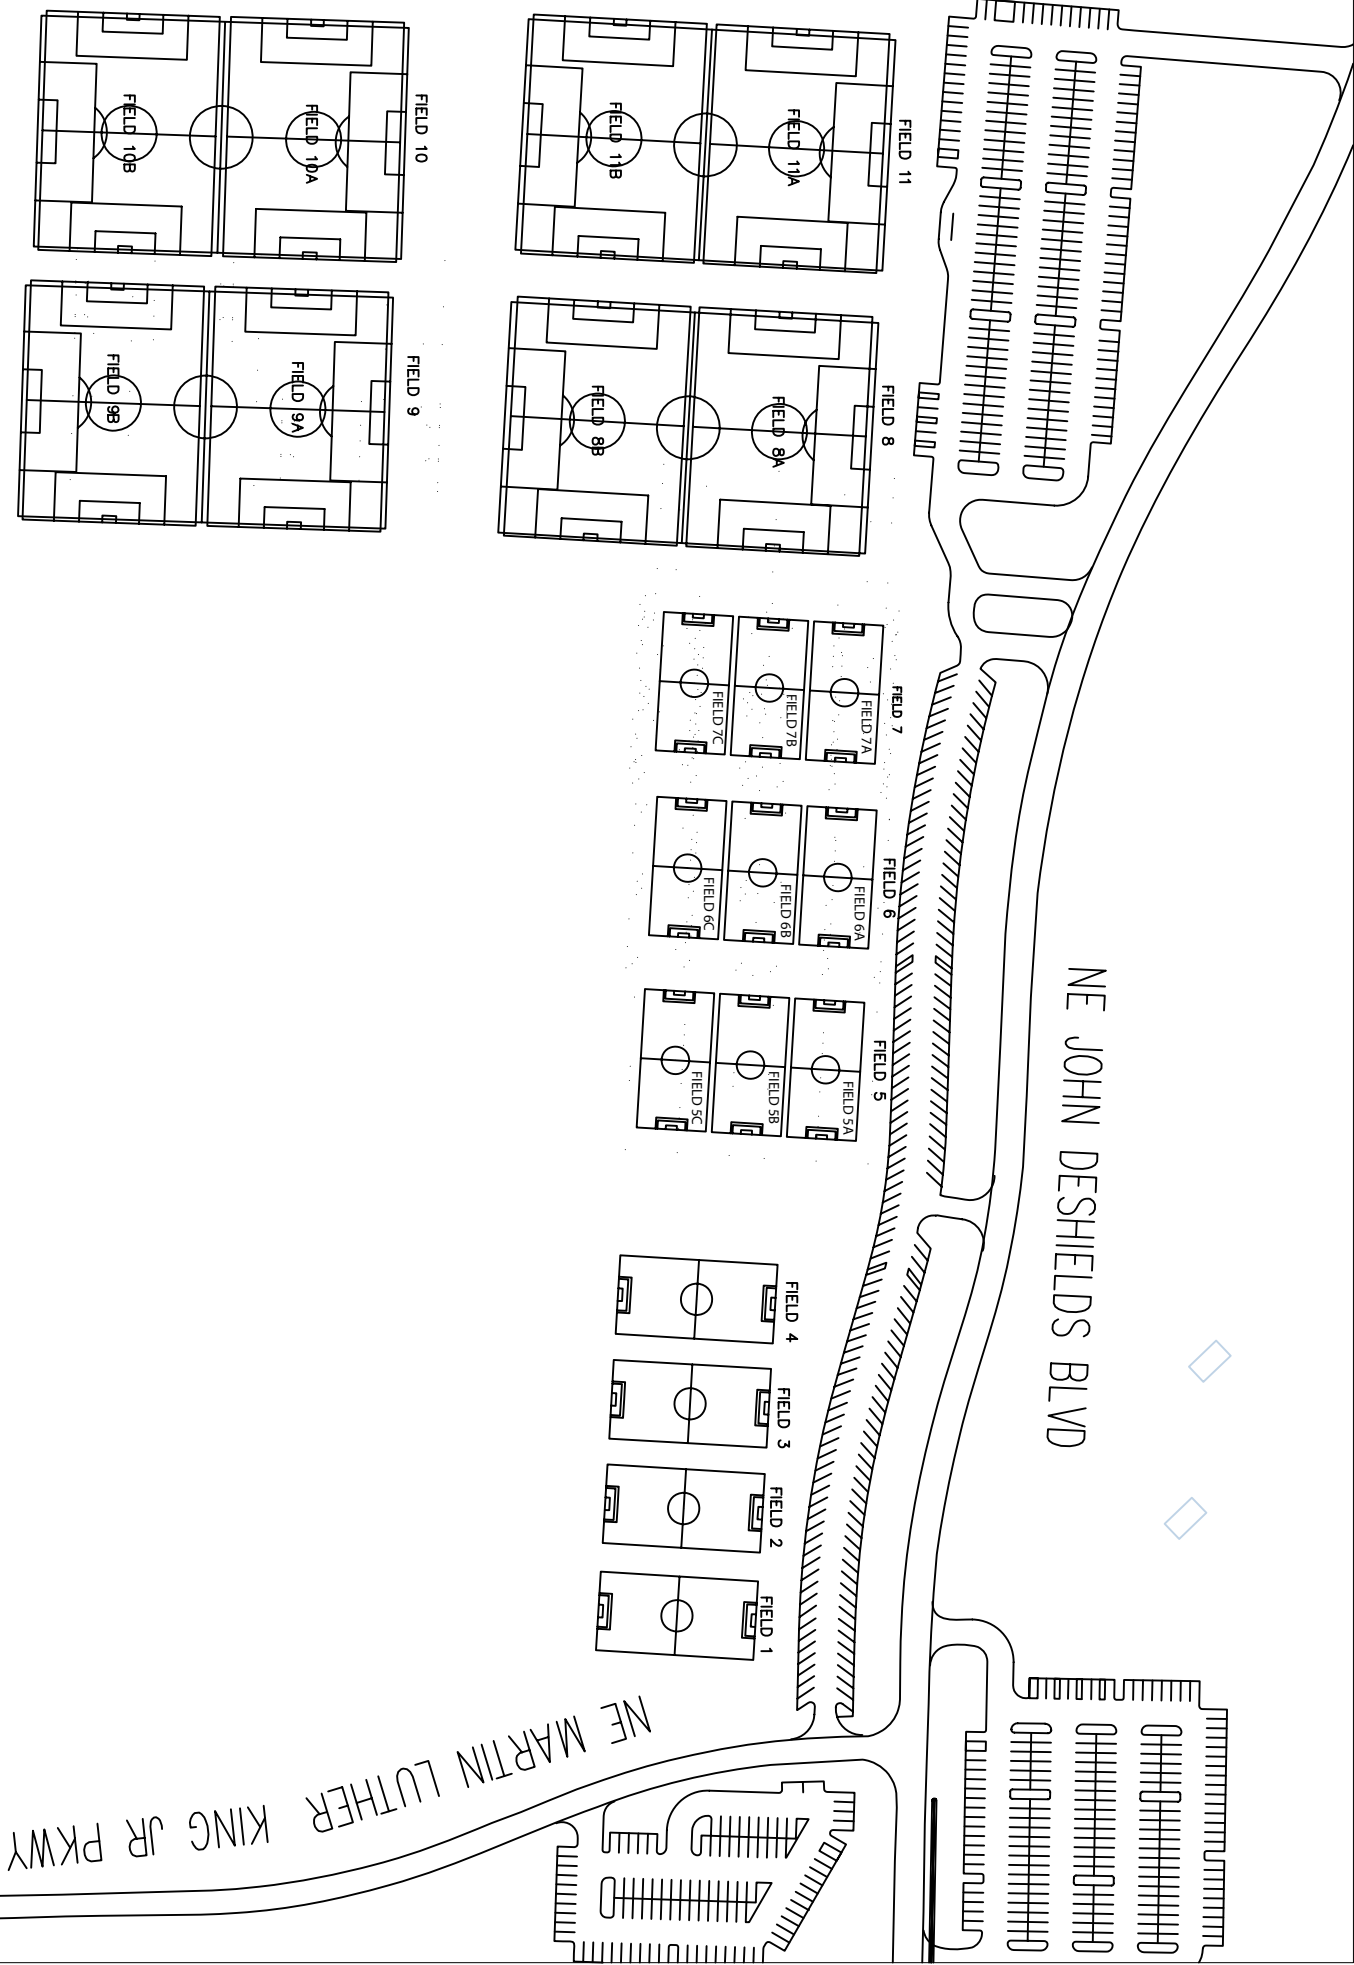 FIELD 10
FIELD 10B
FIELD 10A
FIELD 11
FIELD 11B
FIELD 11A
FIELD 9
FIELD 9B
FIELD 9A
FIELD 8
FIELD 8B
FIELD 8A
FIELD 7
FIELD 7C
FIELD 7B
FIELD 7A
FIELD 6
FIELD 6C
FIELD 6B
FIELD 6A
FIELD 5
FIELD 5C
FIELD 5B
FIELD 5A
NE JOHN DESHIELDS BLVD
FIELD 4
FIELD 3
FIELD 2
FIELD 1
NE MARTIN LUTHER KING JR PKWY